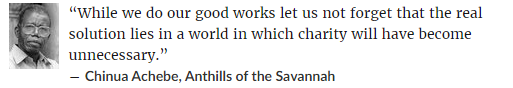 “While we do our good works let us not forget that the real
solution lies in a world in which charity will have become
unnecessary.”
— Chinua Achebe, Anthills of the Savannah